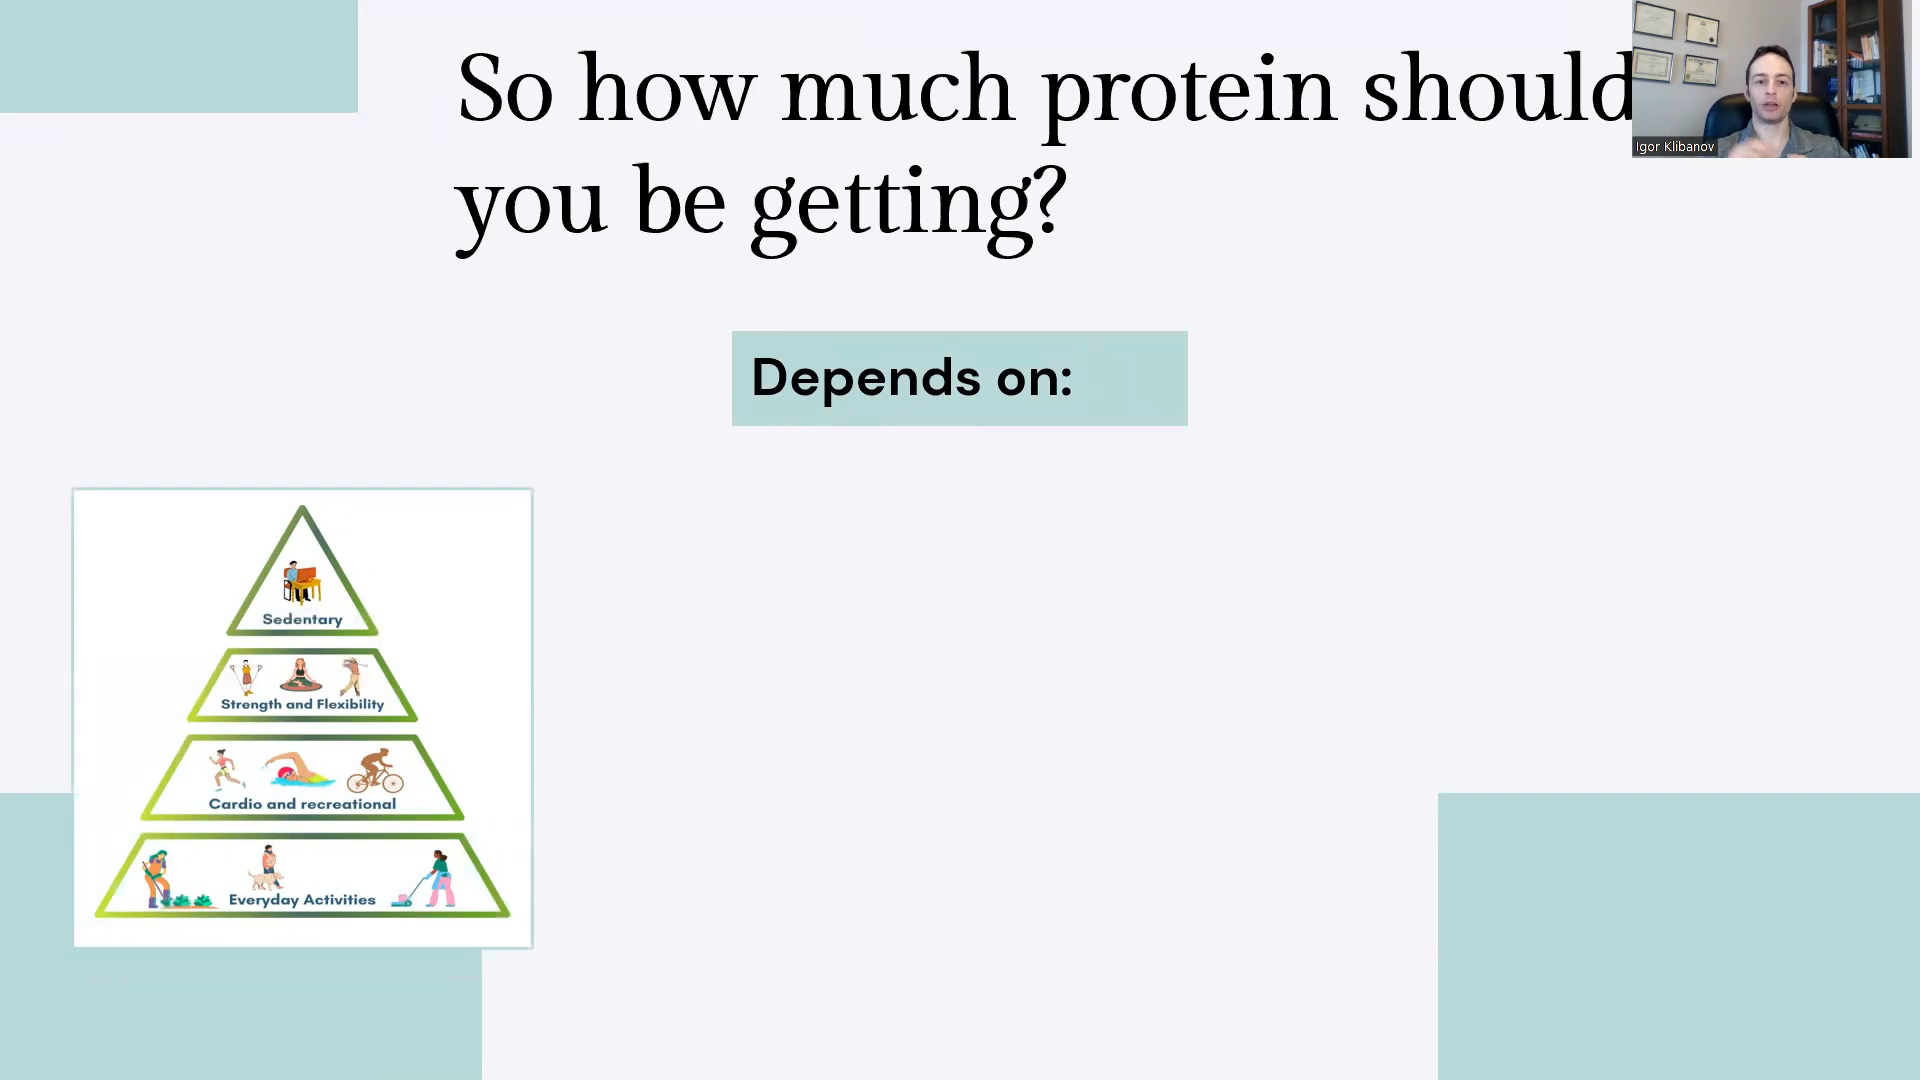 So how much protein should
you be getting?
Igor Klibanov
Depends on:
Sedentary
Strength and Flexibility
Cardio and recreational
Everyday Activities